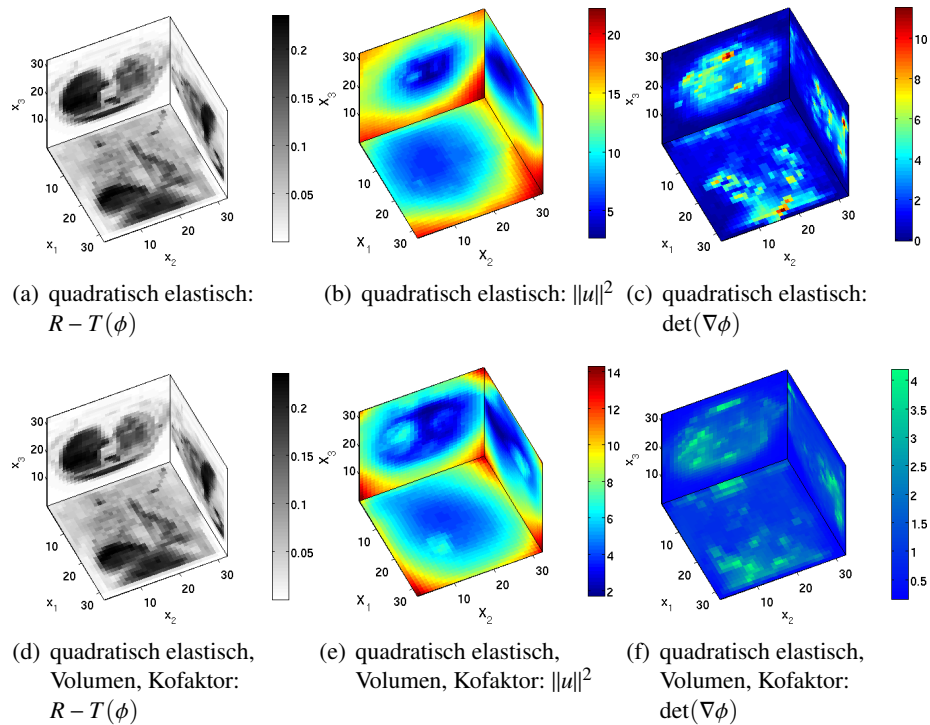 0.2
0.15
0.1
0.05
30
20
10
x₃
10
20
30
x₁
10
20
30
x₂
20
15
10
5
30
20
10
X₃
10
20
30
X₁
10
20
30
X₂
10
8
6
4
2
0
30
20
10
x₃
10
20
30
x₁
10
20
30
x₂
(a) quadratisch elastisch:
R − T(ϕ)
(b) quadratisch elastisch: ||u||²
(c) quadratisch elastisch:
det(∇ϕ)
0.2
0.15
0.1
0.05
30
20
10
x₃
10
20
30
x₁
10
20
30
x₂
14
12
10
8
6
4
2
30
20
10
X₃
10
20
30
X₁
10
20
30
X₂
4
3.5
3
2.5
2
1.5
1
0.5
30
20
10
x₃
10
20
30
x₁
10
20
30
x₂
(d) quadratisch elastisch,
Volumen, Kofaktor:
R − T(ϕ)
(e) quadratisch elastisch,
Volumen, Kofaktor: ||u||²
(f) quadratisch elastisch,
Volumen, Kofaktor:
det(∇ϕ)